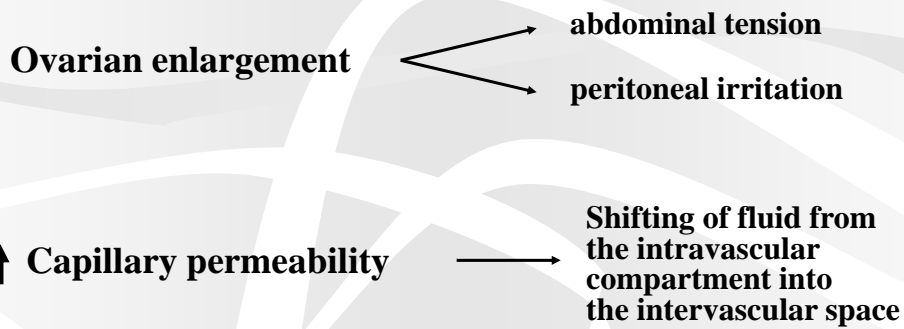 abdominal tension
Ovarian enlargement
peritoneal irritation
Capillary permeability
Shifting of fluid from
the intravascular
compartment into
the intervascular space